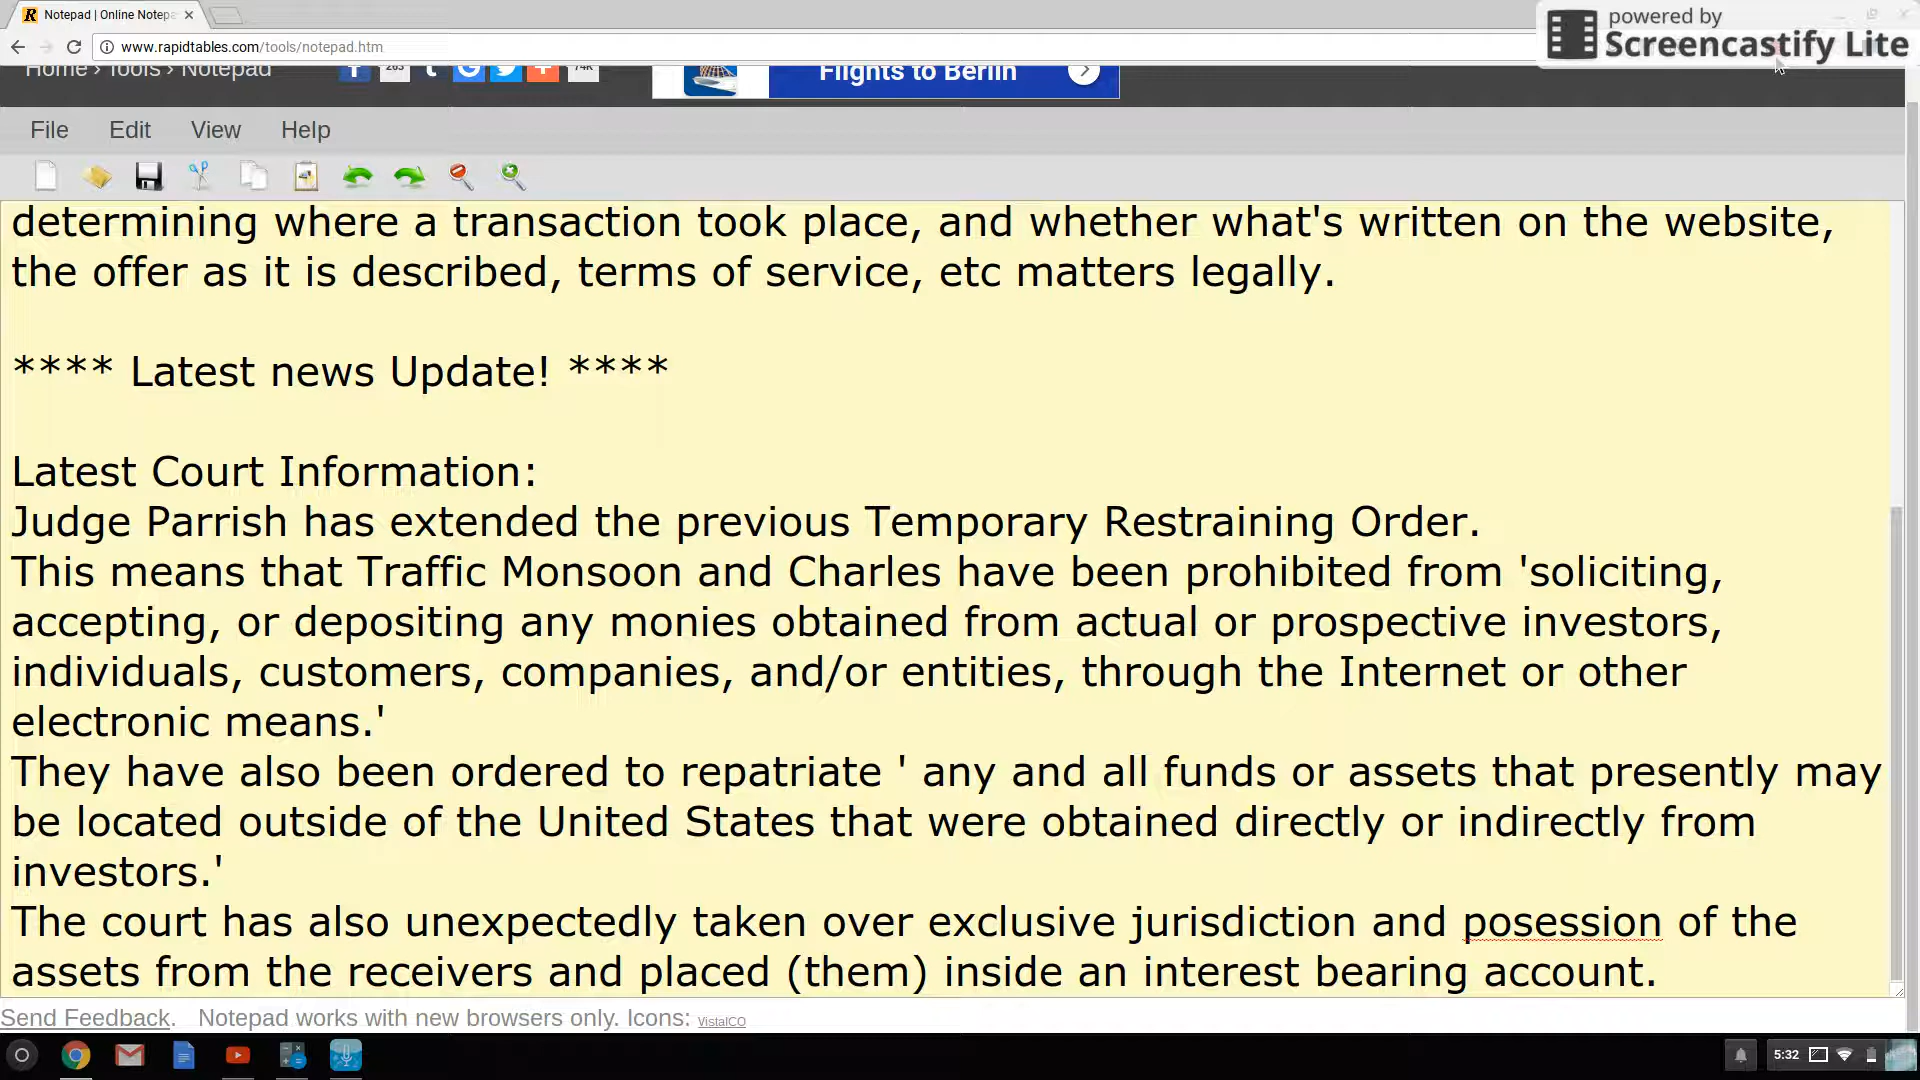 Notepad | Online Notepa
powered by
Screencastify Lite
www.rapidtables.com/tools/notepad.htm
Home › Tools › Notepad
Flights to Berlin
File Edit View Help
determining where a transaction took place, and whether what's written on the website,
the offer as it is described, terms of service, etc matters legally.
**** Latest news Update! ****
Latest Court Information:
Judge Parrish has extended the previous Temporary Restraining Order.
This means that Traffic Monsoon and Charles have been prohibited from 'soliciting,
accepting, or depositing any monies obtained from actual or prospective investors,
individuals, customers, companies, and/or entities, through the Internet or other
electronic means.'
They have also been ordered to repatriate ' any and all funds or assets that presently may
be located outside of the United States that were obtained directly or indirectly from
investors.'
The court has also unexpectedly taken over exclusive jurisdiction and posession of the
assets from the receivers and placed (them) inside an interest bearing account.
Send Feedback. Notepad works with new browsers only. Icons: VistaICO
5:32